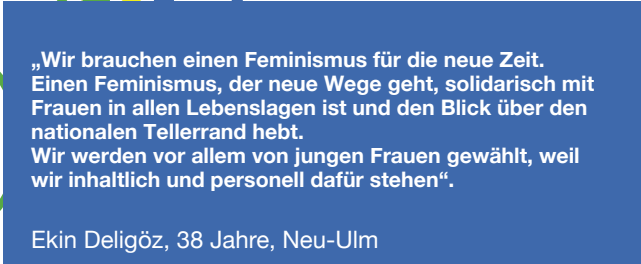 „Wir brauchen einen Feminismus für die neue Zeit.
Einen Feminismus, der neue Wege geht, solidarisch mit
Frauen in allen Lebenslagen ist und den Blick über den
nationalen Tellerrand hebt.
Wir werden vor allem von jungen Frauen gewählt, weil
wir inhaltlich und personell dafür stehen“.
Ekin Deligöz, 38 Jahre, Neu-Ulm